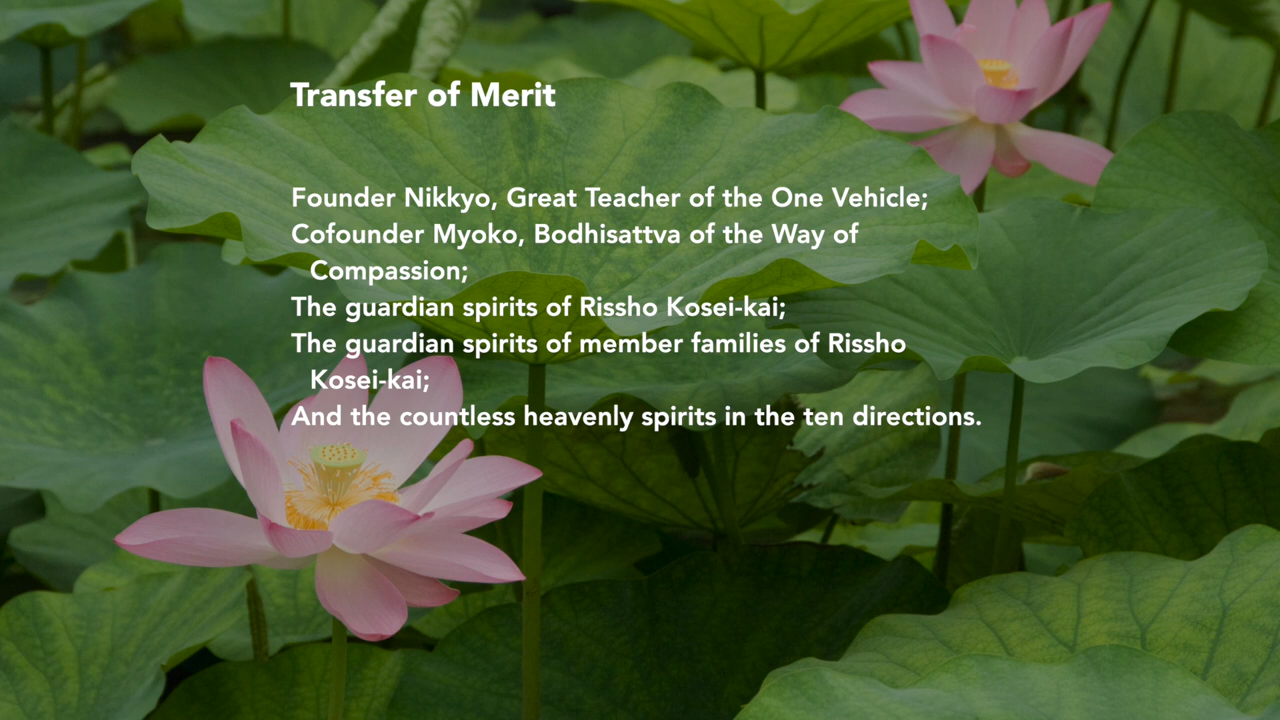 Transfer of Merit
Founder Nikkyo, Great Teacher of the One Vehicle;
Cofounder Myoko, Bodhisattva of the Way of
Compassion;
The guardian spirits of Rissho Kosei-kai;
The guardian spirits of member families of Rissho
Kosei-kai;
And the countless heavenly spirits in the ten directions.